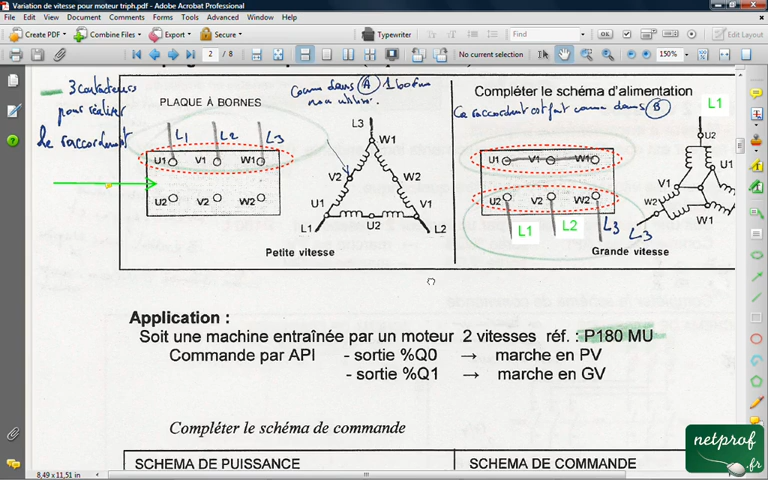 Variation de vitesse pour moteur triph.pdf - Adobe Acrobat Professional
File Edit View Document Comments Forms Tools Advanced Window Help
Create PDF Combine Files Export Secure Typewriter Find Edit Layout
2 / 8 No current selection 150%
3 contacteurs
pour réaliser
le raccordement
PLAQUE À BORNES
comme dans A 1 borne
non utilisée.
Compléter le schéma d'alimentation
Ce raccordement est fait comme dans B
L1 L2 L3
U1 V1 W1
U2 V2 W2
L3
W1
V2 W2
U1 V1
U2
L1 L2
Petite vitesse
U1 V1 W1
U2 V2 W2
L1 L2 L3
L1
U2
U1
V1
W2 V2
W1
L3
Grande vitesse
Application :
Soit une machine entraînée par un moteur 2 vitesses réf. : P180 MU
Commande par API - sortie %Q0 → marche en PV
- sortie %Q1 → marche en GV
Compléter le schéma de commande
SCHEMA DE PUISSANCE SCHEMA DE COMMANDE
8,49 x 11,51 in
netprof
.fr